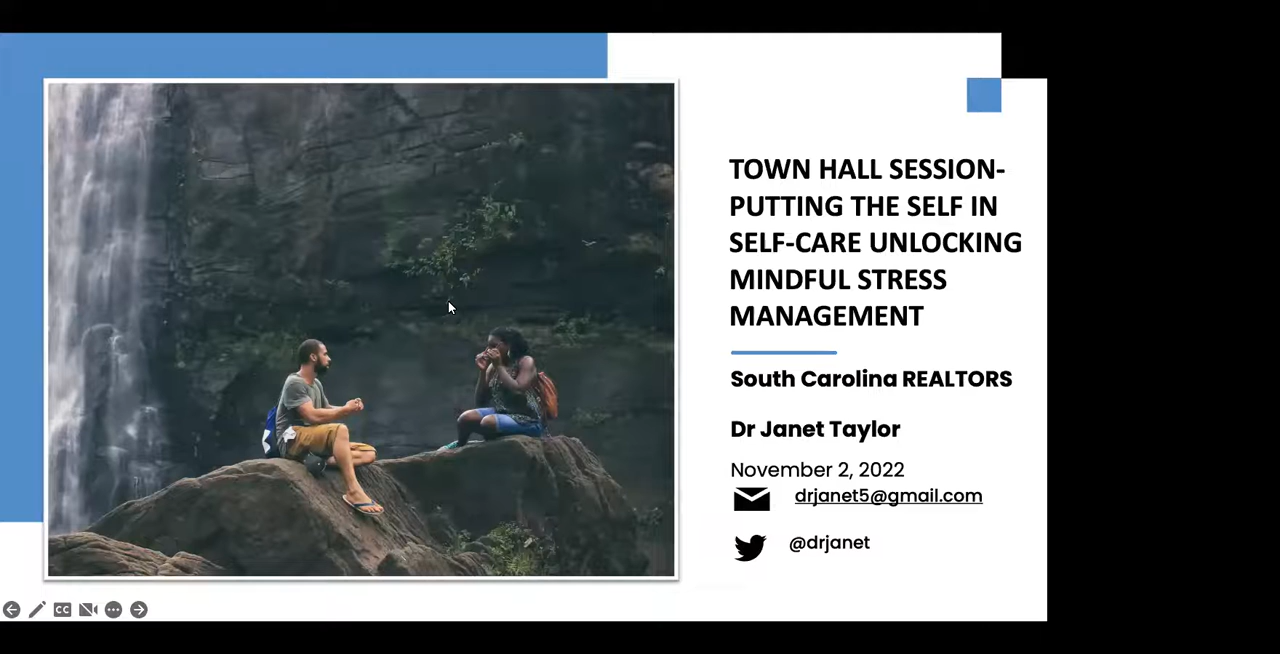 TOWN HALL SESSION-
PUTTING THE SELF IN
SELF-CARE UNLOCKING
MINDFUL STRESS
MANAGEMENT
South Carolina REALTORS
Dr Janet Taylor
November 2, 2022
drjanet5@gmail.com
@drjanet
CC